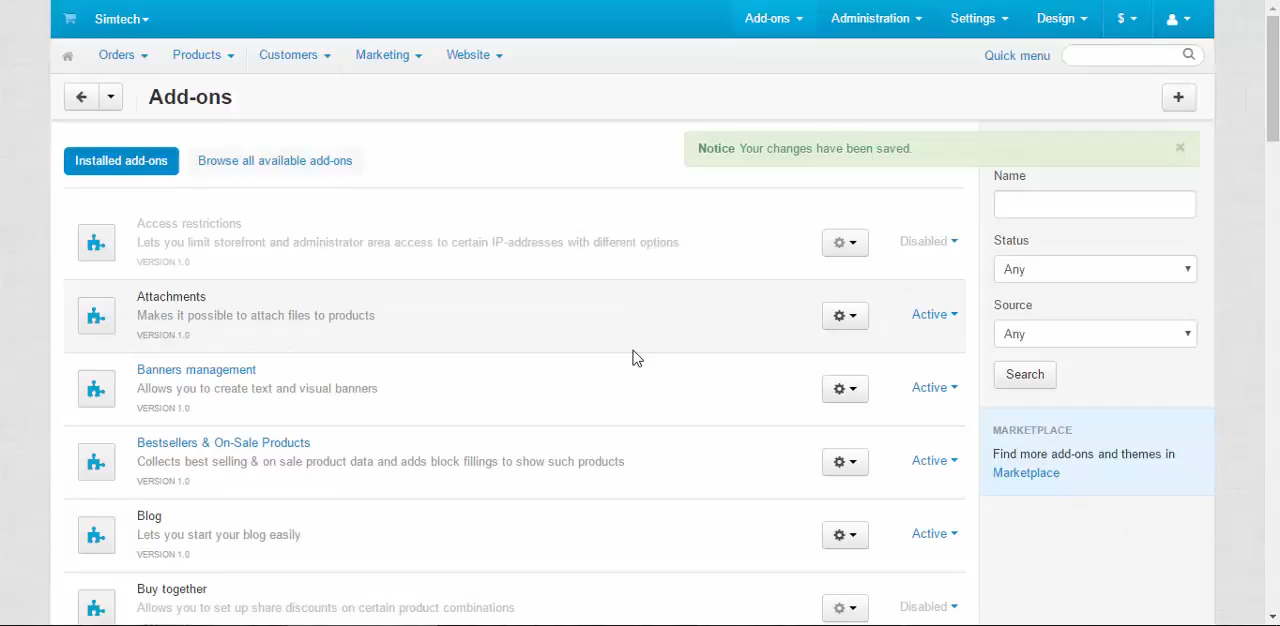 Simtech
Add-ons
Administration
Settings
Design
$
Orders
Products
Customers
Marketing
Website
Quick menu
Add-ons
Installed add-ons
Browse all available add-ons
Notice Your changes have been saved.
Name
Status
Any
Source
Any
Search
MARKETPLACE
Find more add-ons and themes in
Marketplace
Access restrictions
Lets you limit storefront and administrator area access to certain IP-addresses with different options
VERSION 1.0
Disabled
Attachments
Makes it possible to attach files to products
VERSION 1.0
Active
Banners management
Allows you to create text and visual banners
VERSION 1.0
Active
Bestsellers & On-Sale Products
Collects best selling & on sale product data and adds block fillings to show such products
VERSION 1.0
Active
Blog
Lets you start your blog easily
VERSION 1.0
Active
Buy together
Allows you to set up share discounts on certain product combinations
Disabled